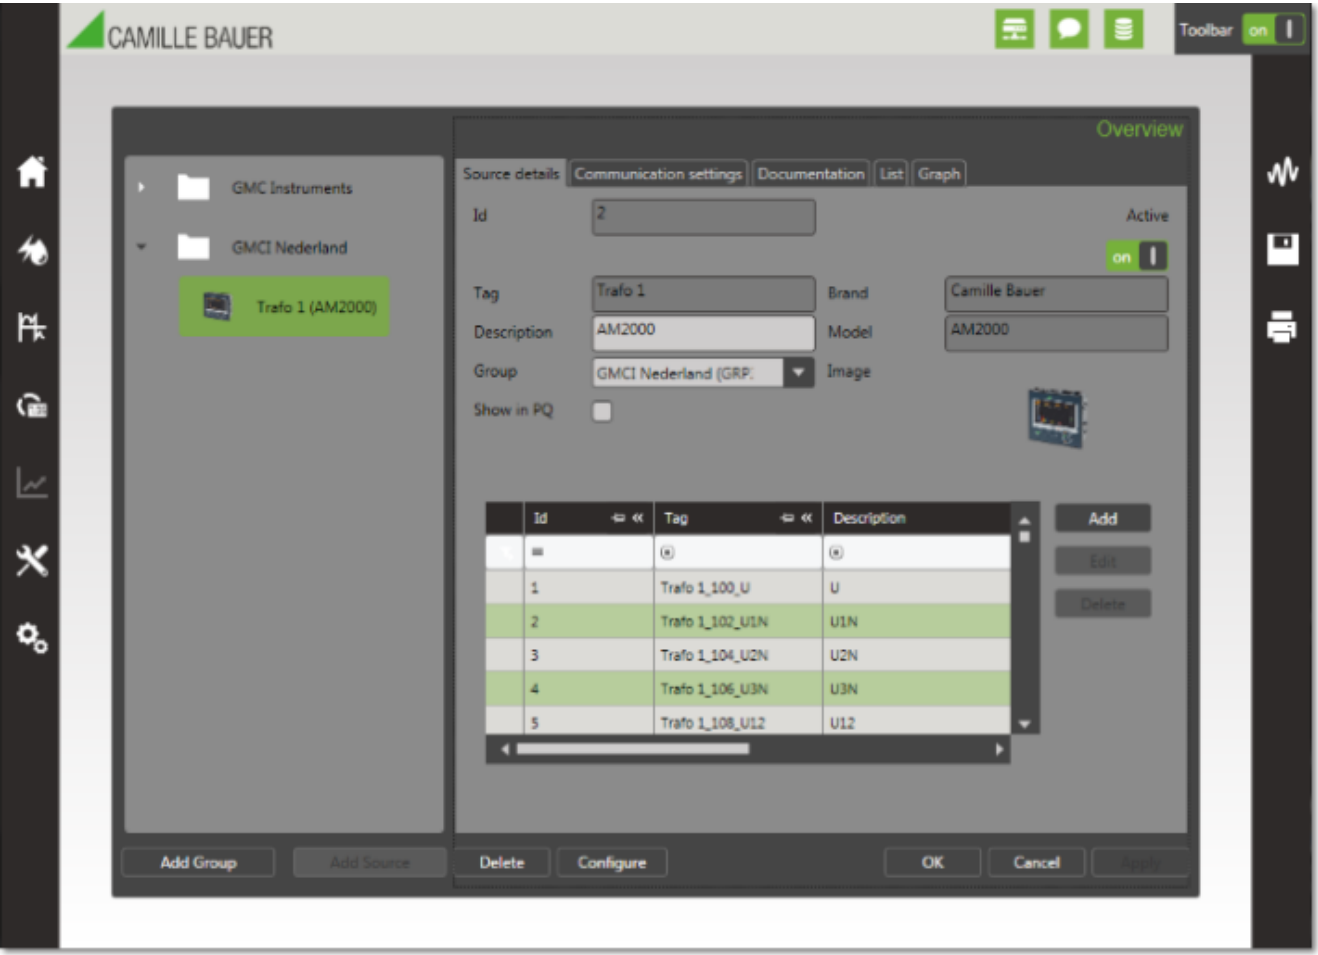 CAMILLE BAUER
Toolbar on
Overview
GMC Instruments
GMCI Nederland
Trafo 1 (AM2000)
Source details Communication settings Documentation List Graph
Id 2 Active
on
Tag Trafo 1 Brand Camille Bauer
Description AM2000 Model AM2000
Group GMCI Nederland (GRP: Image
Show in PQ
Id Tag Description
=
1 Trafo 1_100_U U
2 Trafo 1_102_U1N U1N
3 Trafo 1_104_U2N U2N
4 Trafo 1_106_U3N U3N
5 Trafo 1_108_U12 U12
Add
Edit
Delete
Add Group Add Source Delete Configure OK Cancel Apply